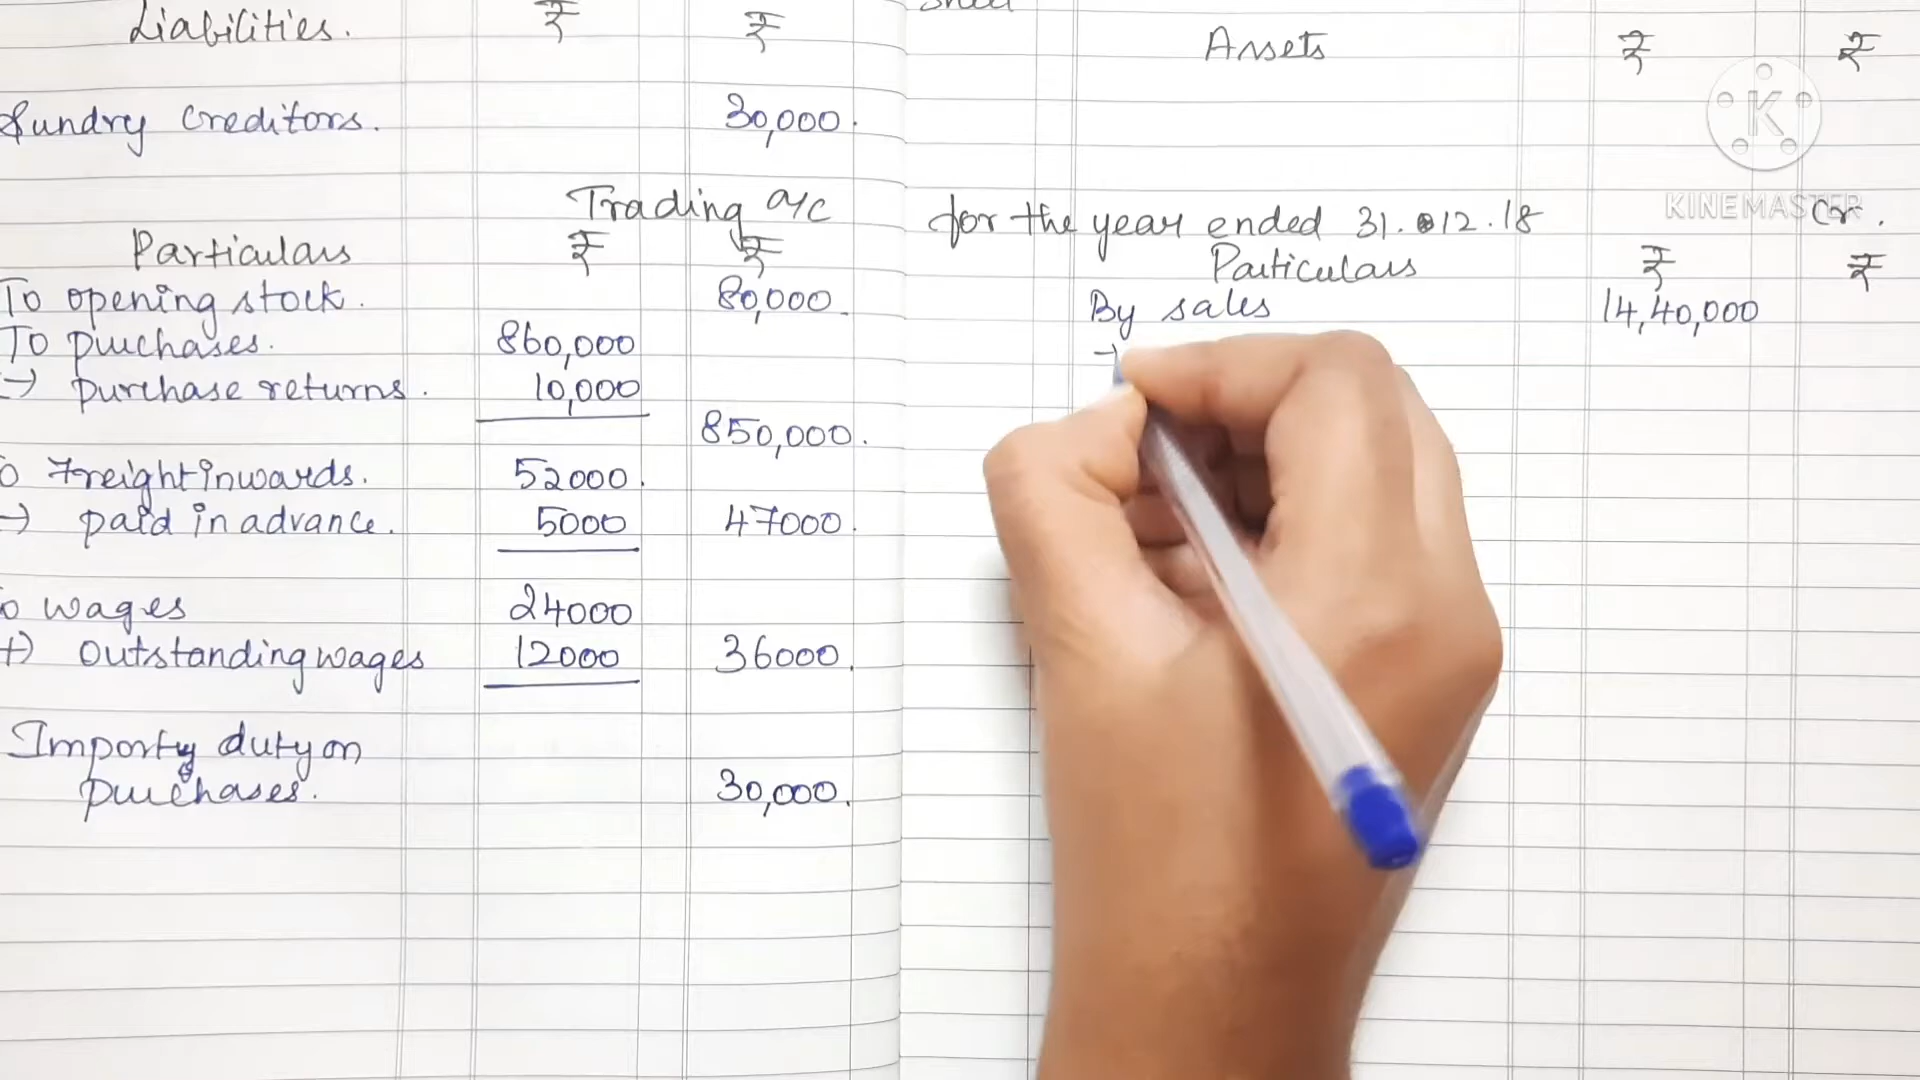 Liabilities. ₹ ₹
Assets ₹ ₹
Sundry creditors. 30,000.
KINEMASTER
Trading a/c for the year ended 31.12.18 Cr.
Particulars ₹ ₹
Particulars ₹ ₹
To opening stock. 80,000.
By sales 14,40,000
To purchases. 860,000
-) purchase returns. 10,000
850,000.
o Freight inwards. 52000.
-) paid in advance. 5000 47000.
o wages 24000
+) outstanding wages 12000 36000.
Importy duty on
purchases. 30,000.